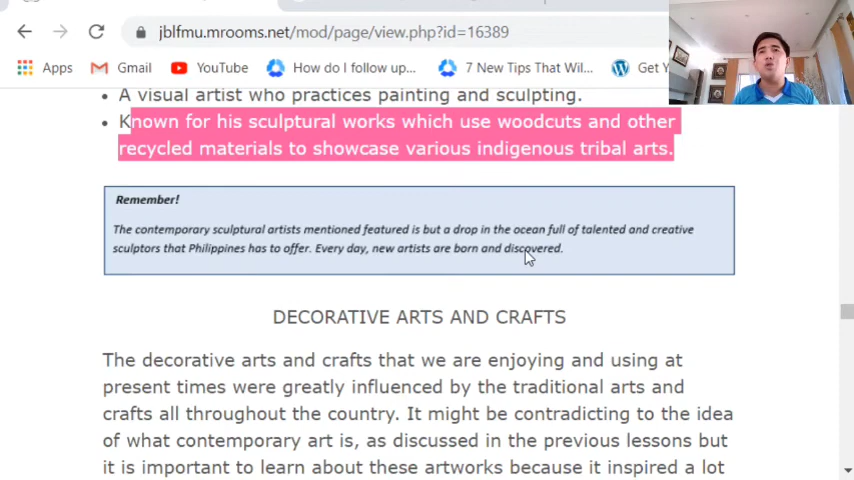 jblfmu.mrooms.net/mod/page/view.php?id=16389
Apps Gmail YouTube How do I follow up... 7 New Tips That Wil... Get Y
• A visual artist who practices painting and sculpting.
• Known for his sculptural works which use woodcuts and other
recycled materials to showcase various indigenous tribal arts.
Remember!
The contemporary sculptural artists mentioned featured is but a drop in the ocean full of talented and creative
sculptors that Philippines has to offer. Every day, new artists are born and discovered.
DECORATIVE ARTS AND CRAFTS
The decorative arts and crafts that we are enjoying and using at
present times were greatly influenced by the traditional arts and
crafts all throughout the country. It might be contradicting to the idea
of what contemporary art is, as discussed in the previous lessons but
it is important to learn about these artworks because it inspired a lot